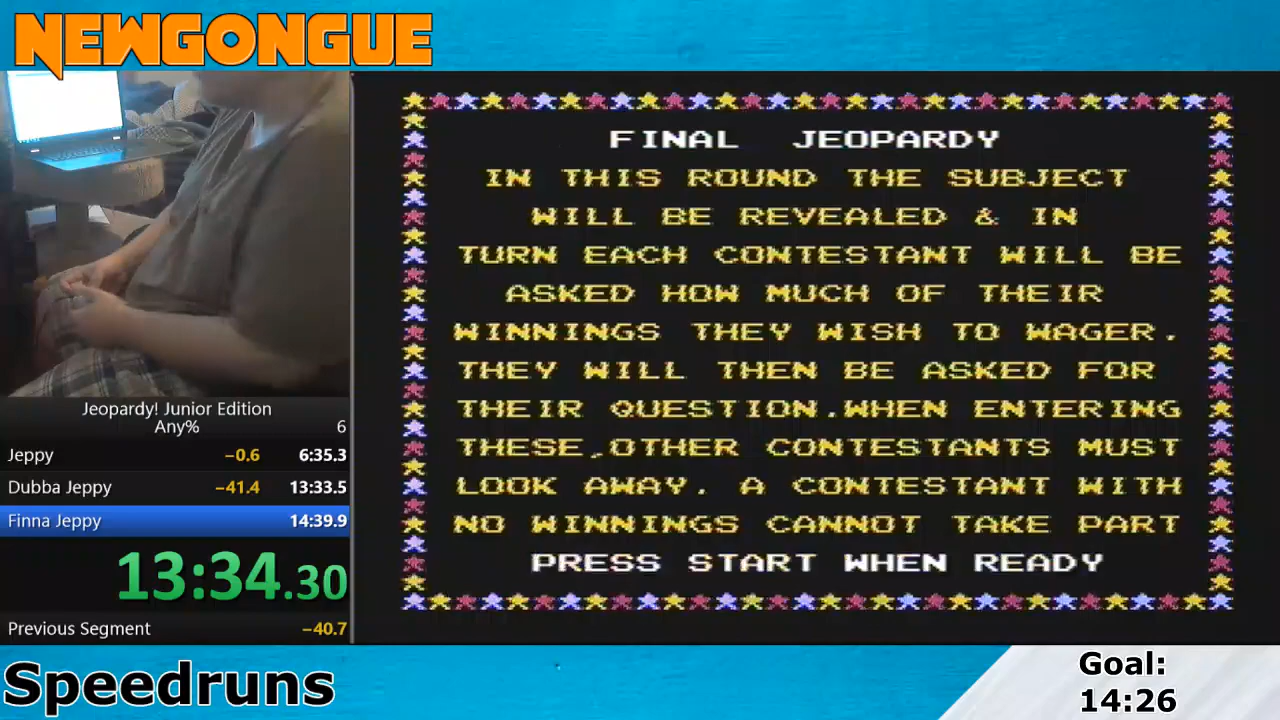 NEWGONGUE
Jeopardy! Junior Edition
Any% 6
Jeppy -0.6 6:35.3
Dubba Jeppy -41.4 13:33.5
Finna Jeppy 14:39.9
13:34.30
Previous Segment -40.7
Speedruns
FINAL JEOPARDY
IN THIS ROUND THE SUBJECT
WILL BE REVEALED & IN
TURN EACH CONTESTANT WILL BE
ASKED HOW MUCH OF THEIR
WINNINGS THEY WISH TO WAGER.
THEY WILL THEN BE ASKED FOR
THEIR QUESTION.WHEN ENTERING
THESE,OTHER CONTESTANTS MUST
LOOK AWAY. A CONTESTANT WITH
NO WINNINGS CANNOT TAKE PART
PRESS START WHEN READY
Goal:
14:26